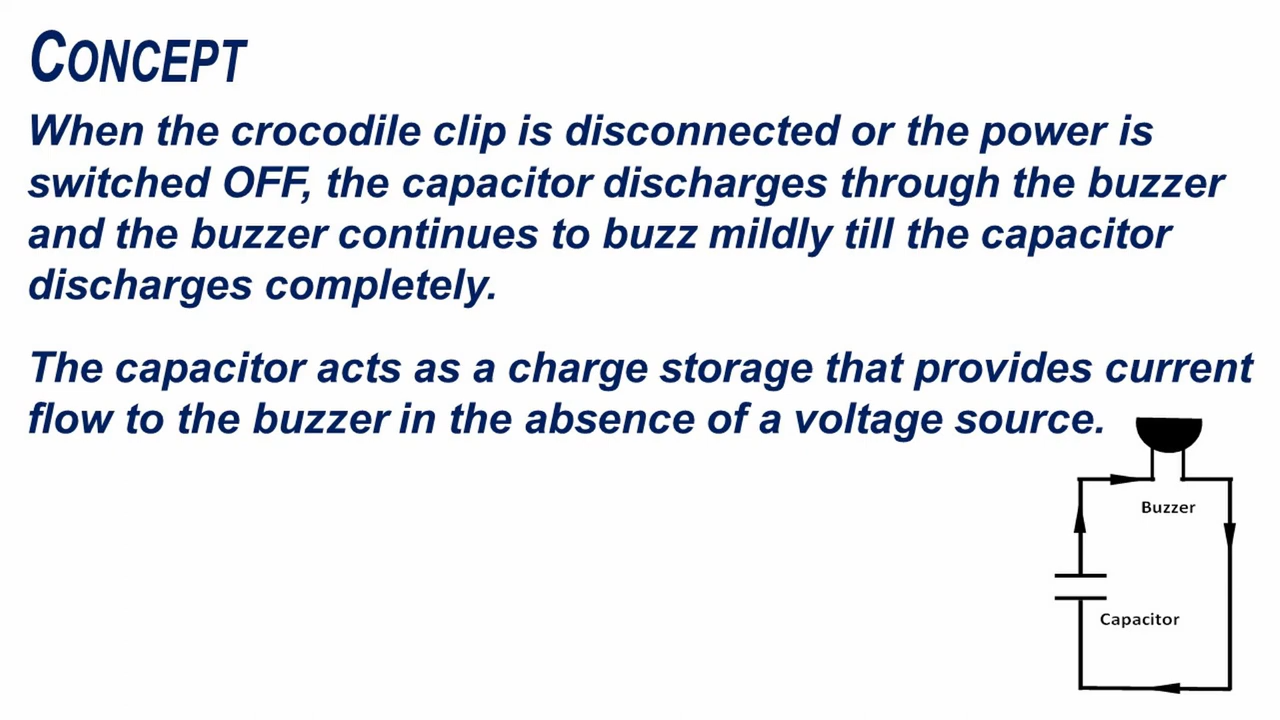 CONCEPT
When the crocodile clip is disconnected or the power is
switched OFF, the capacitor discharges through the buzzer
and the buzzer continues to buzz mildly till the capacitor
discharges completely.
The capacitor acts as a charge storage that provides current
flow to the buzzer in the absence of a voltage source.
Buzzer
Capacitor